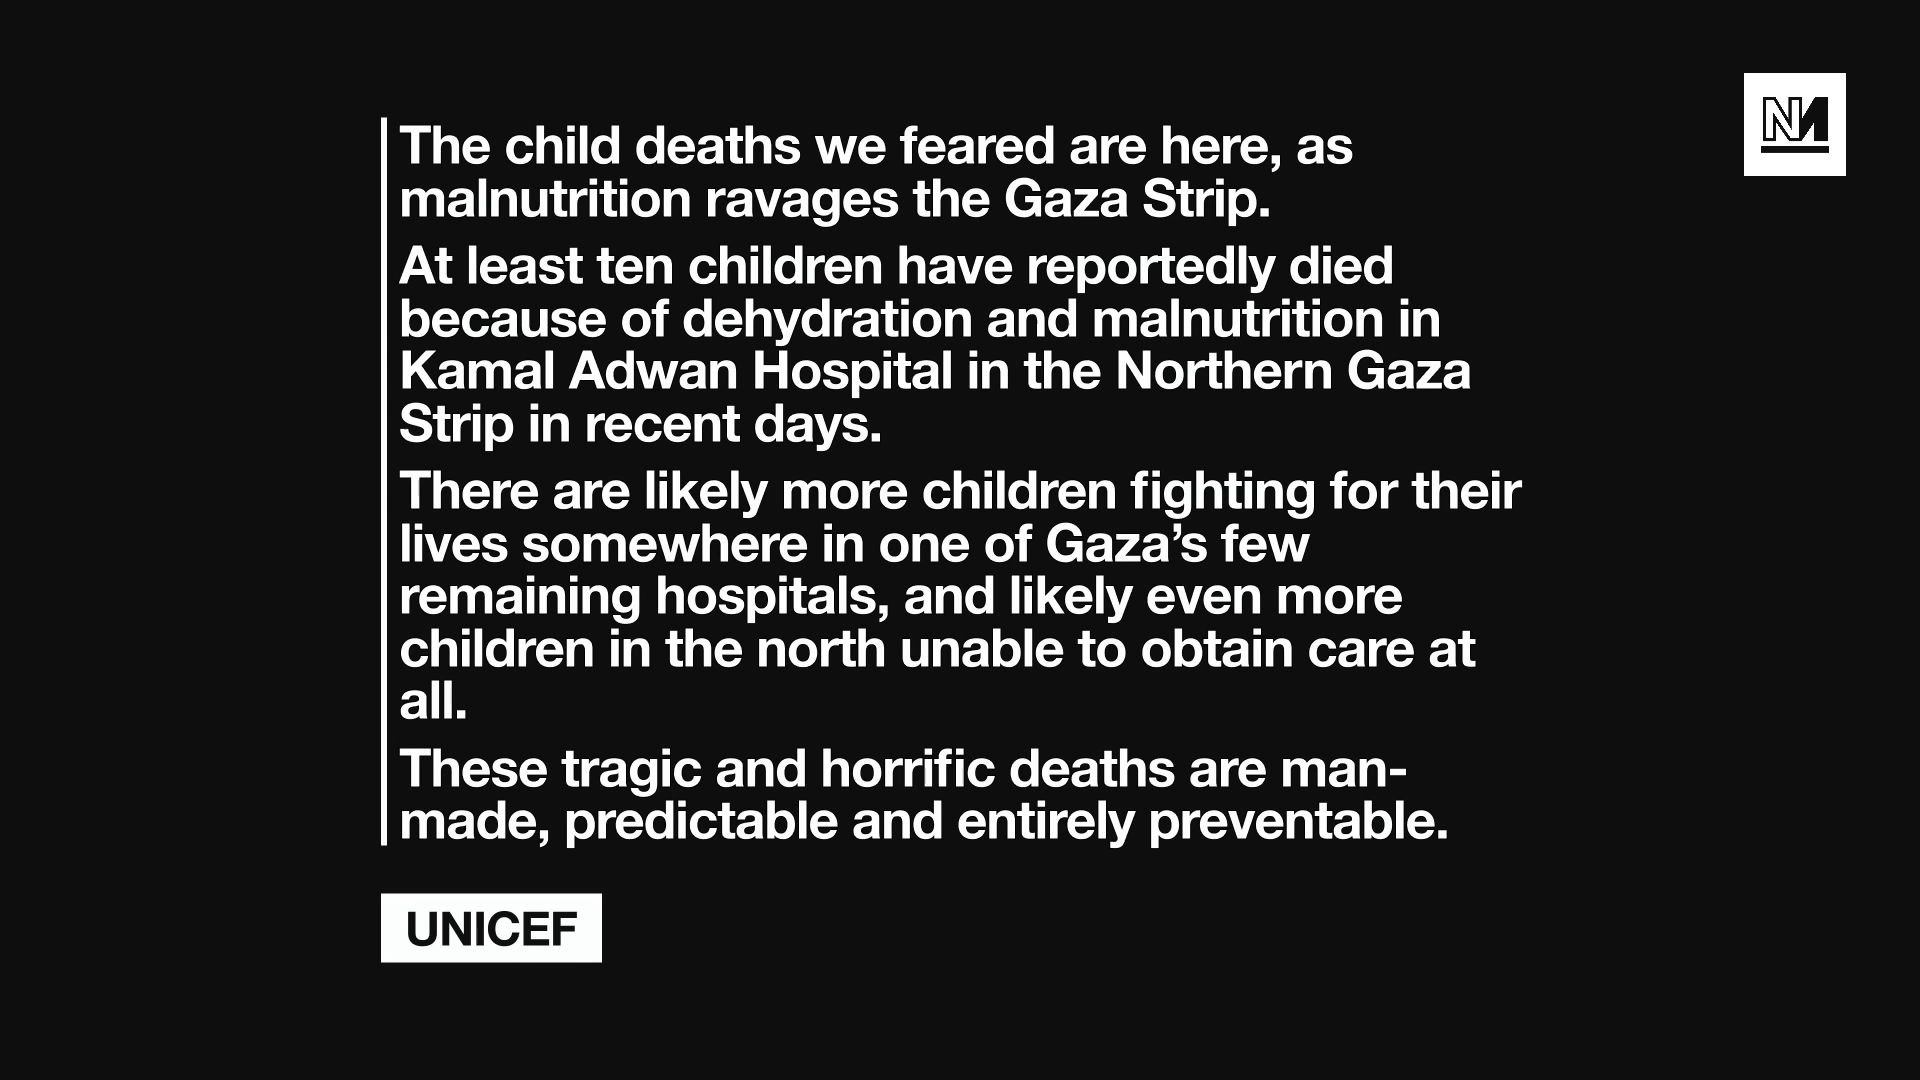 The child deaths we feared are here, as
malnutrition ravages the Gaza Strip.
At least ten children have reportedly died
because of dehydration and malnutrition in
Kamal Adwan Hospital in the Northern Gaza
Strip in recent days.
There are likely more children fighting for their
lives somewhere in one of Gaza’s few
remaining hospitals, and likely even more
children in the north unable to obtain care at
all.
These tragic and horrific deaths are man-
made, predictable and entirely preventable.
UNICEF